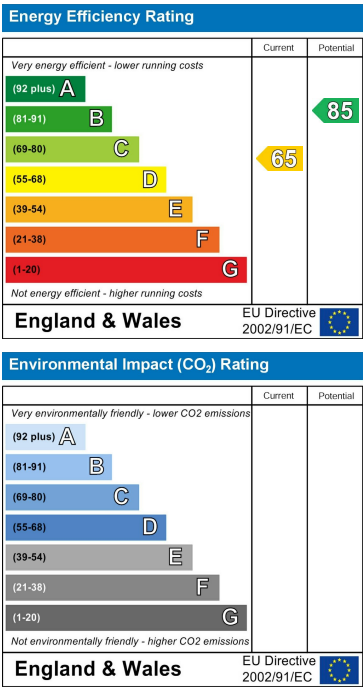 Energy Efficiency Rating
Current Potential
Very energy efficient - lower running costs
(92 plus) A
(81-91) B
(69-80) C
(55-68) D
(39-54) E
(21-38) F
(1-20) G
65
85
Not energy efficient - higher running costs
England & Wales
EU Directive
2002/91/EC
Environmental Impact (CO2) Rating
Current Potential
Very environmentally friendly - lower CO2 emissions
(92 plus) A
(81-91) B
(69-80) C
(55-68) D
(39-54) E
(21-38) F
(1-20) G
Not environmentally friendly - higher CO2 emissions
England & Wales
EU Directive
2002/91/EC